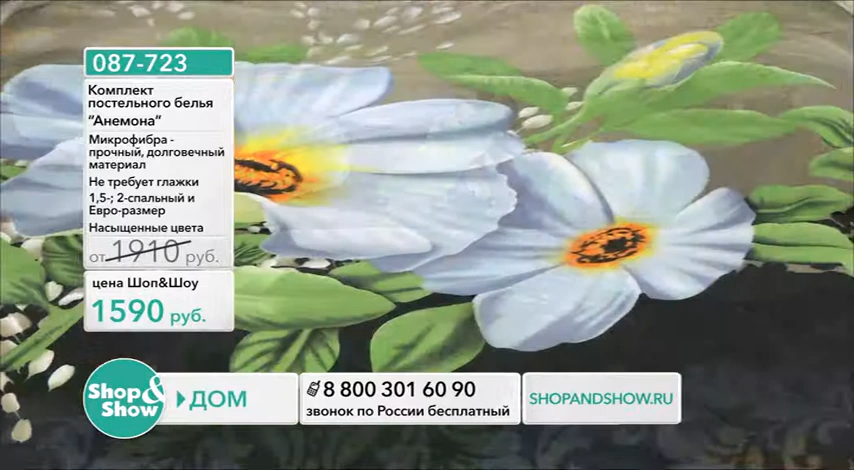 087-723
Комплект
постельного белья
"Анемона"
Микрофибра -
прочный, долговечный
материал
Не требует глажки
1,5-; 2-спальный и
Евро-размер
Насыщенные цвета
от 1910 руб.
цена Шоп&Шоу
1590 руб.
Shop&
Show
ДОМ
8 800 301 60 90
звонок по России бесплатный
SHOPANDSHOW.RU